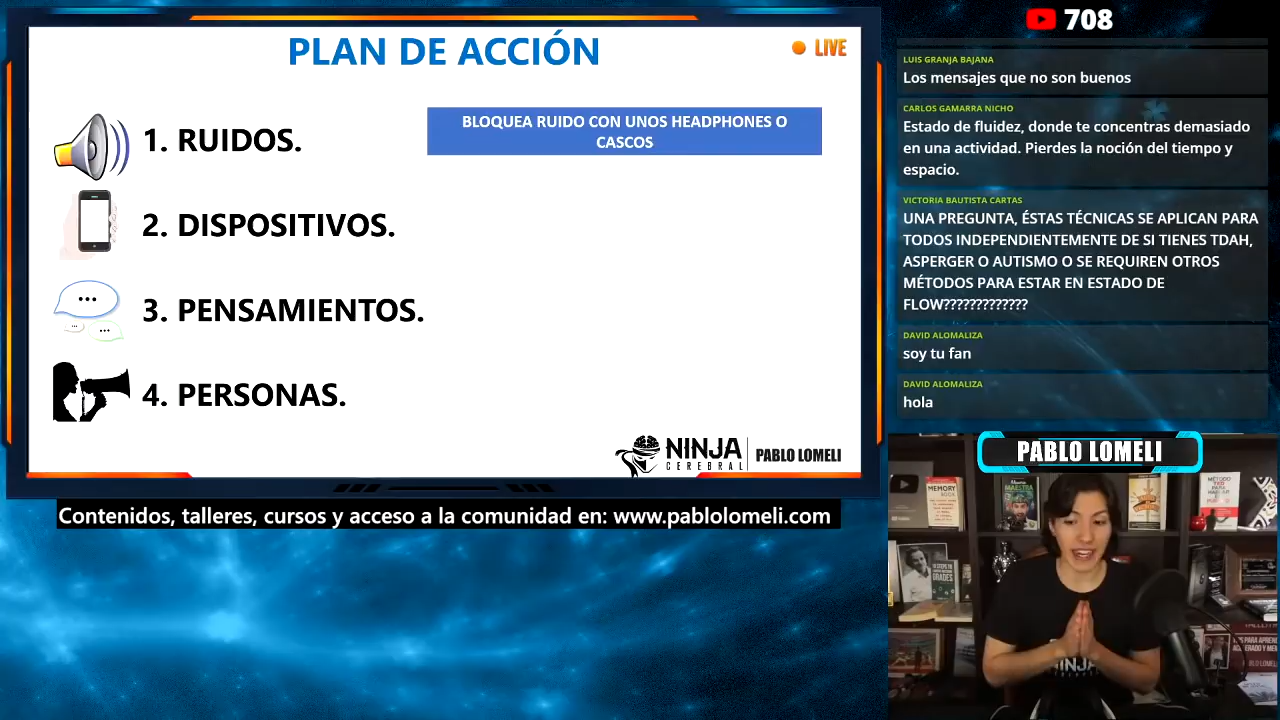 PLAN DE ACCIÓN
LIVE
1. RUIDOS.
BLOQUEA RUIDO CON UNOS HEADPHONES O
CASCOS
2. DISPOSITIVOS.
3. PENSAMIENTOS.
4. PERSONAS.
NINJA
CEREBRAL
PABLO LOMELI
Contenidos, talleres, cursos y acceso a la comunidad en: www.pablolomeli.com
708
LUIS GRANJA BAJANA
Los mensajes que no son buenos
CARLOS GAMARRA NICHO
Estado de fluidez, donde te concentras demasiado
en una actividad. Pierdes la noción del tiempo y
espacio.
VICTORIA BAUTISTA CARTAS
UNA PREGUNTA, ÉSTAS TÉCNICAS SE APLICAN PARA
TODOS INDEPENDIENTEMENTE DE SI TIENES TDAH,
ASPERGER O AUTISMO O SE REQUIREN OTROS
MÉTODOS PARA ESTAR EN ESTADO DE
FLOW?????????????
DAVID ALOMALIZA
soy tu fan
DAVID ALOMALIZA
hola
PABLO LOMELI
MEMORY
MAESTRA
GRADES
NINJA